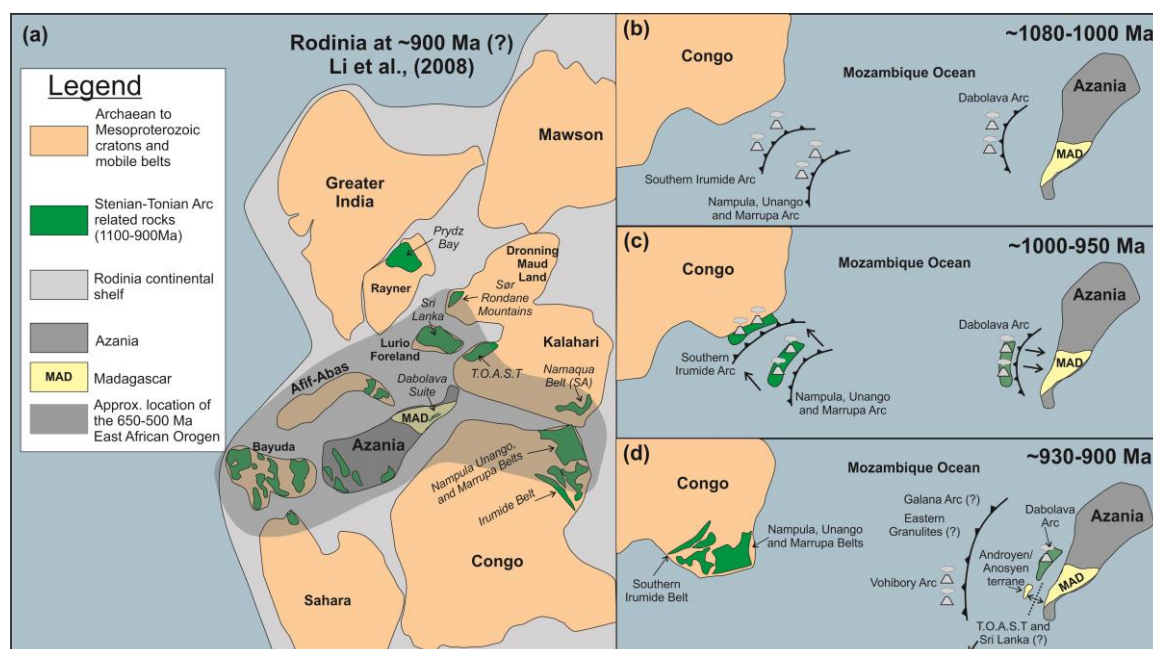 (a)
Rodinia at ~900 Ma (?)
Li et al., (2008)
Legend
Archaean to
Mesoproterozoic
cratons and
mobile belts
Stenian-Tonian Arc
related rocks
(1100-900Ma)
Rodinia continental
shelf
Azania
MAD
Madagascar
Approx. location of
the 650-500 Ma
East African Orogen
Mawson
Greater
India
Prydz
Bay
Rayner
Dronning
Maud
Land
Sør
Rondane
Mountains
Sri
Lanka
Lurio
Foreland
Kalahari
T.O.A.S.T
Namaqua
Belt (SA)
Afif-Abas
Dabolava
Suite
MAD
Azania
Bayuda
Nampula Unango,
and Marrupa Belts
Irumide Belt
Congo
Sahara
(b)
~1080-1000 Ma
Congo
Mozambique Ocean
Azania
Dabolava Arc
MAD
Southern Irumide Arc
Nampula, Unango
and Marrupa Arc
(c)
~1000-950 Ma
Congo
Mozambique Ocean
Azania
Dabolava Arc
MAD
Southern
Irumide Arc
Nampula, Unango
and Marrupa Arc
(d)
~930-900 Ma
Mozambique Ocean
Congo
Galana Arc (?)
Eastern
Granulites (?)
Dabolava
Arc
Azania
Nampula, Unango
and Marrupa Belts
Androyen/
Anosyen
terrane
MAD
Southern
Irumide Belt
Vohibory Arc
T.O.A.S.T and
Sri Lanka (?)